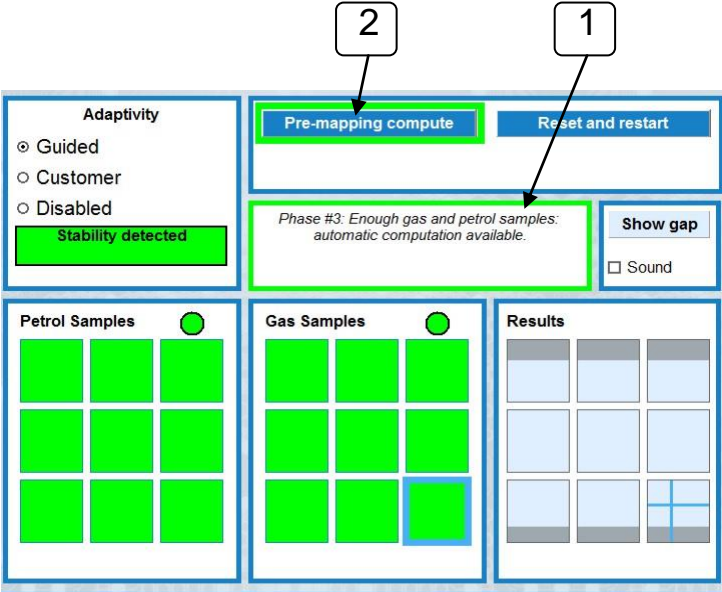 2
1
Adaptivity
Guided
Customer
Disabled
Stability detected
Pre-mapping compute
Reset and restart
Phase #3: Enough gas and petrol samples:
automatic computation available.
Show gap
Sound
Petrol Samples
Gas Samples
Results